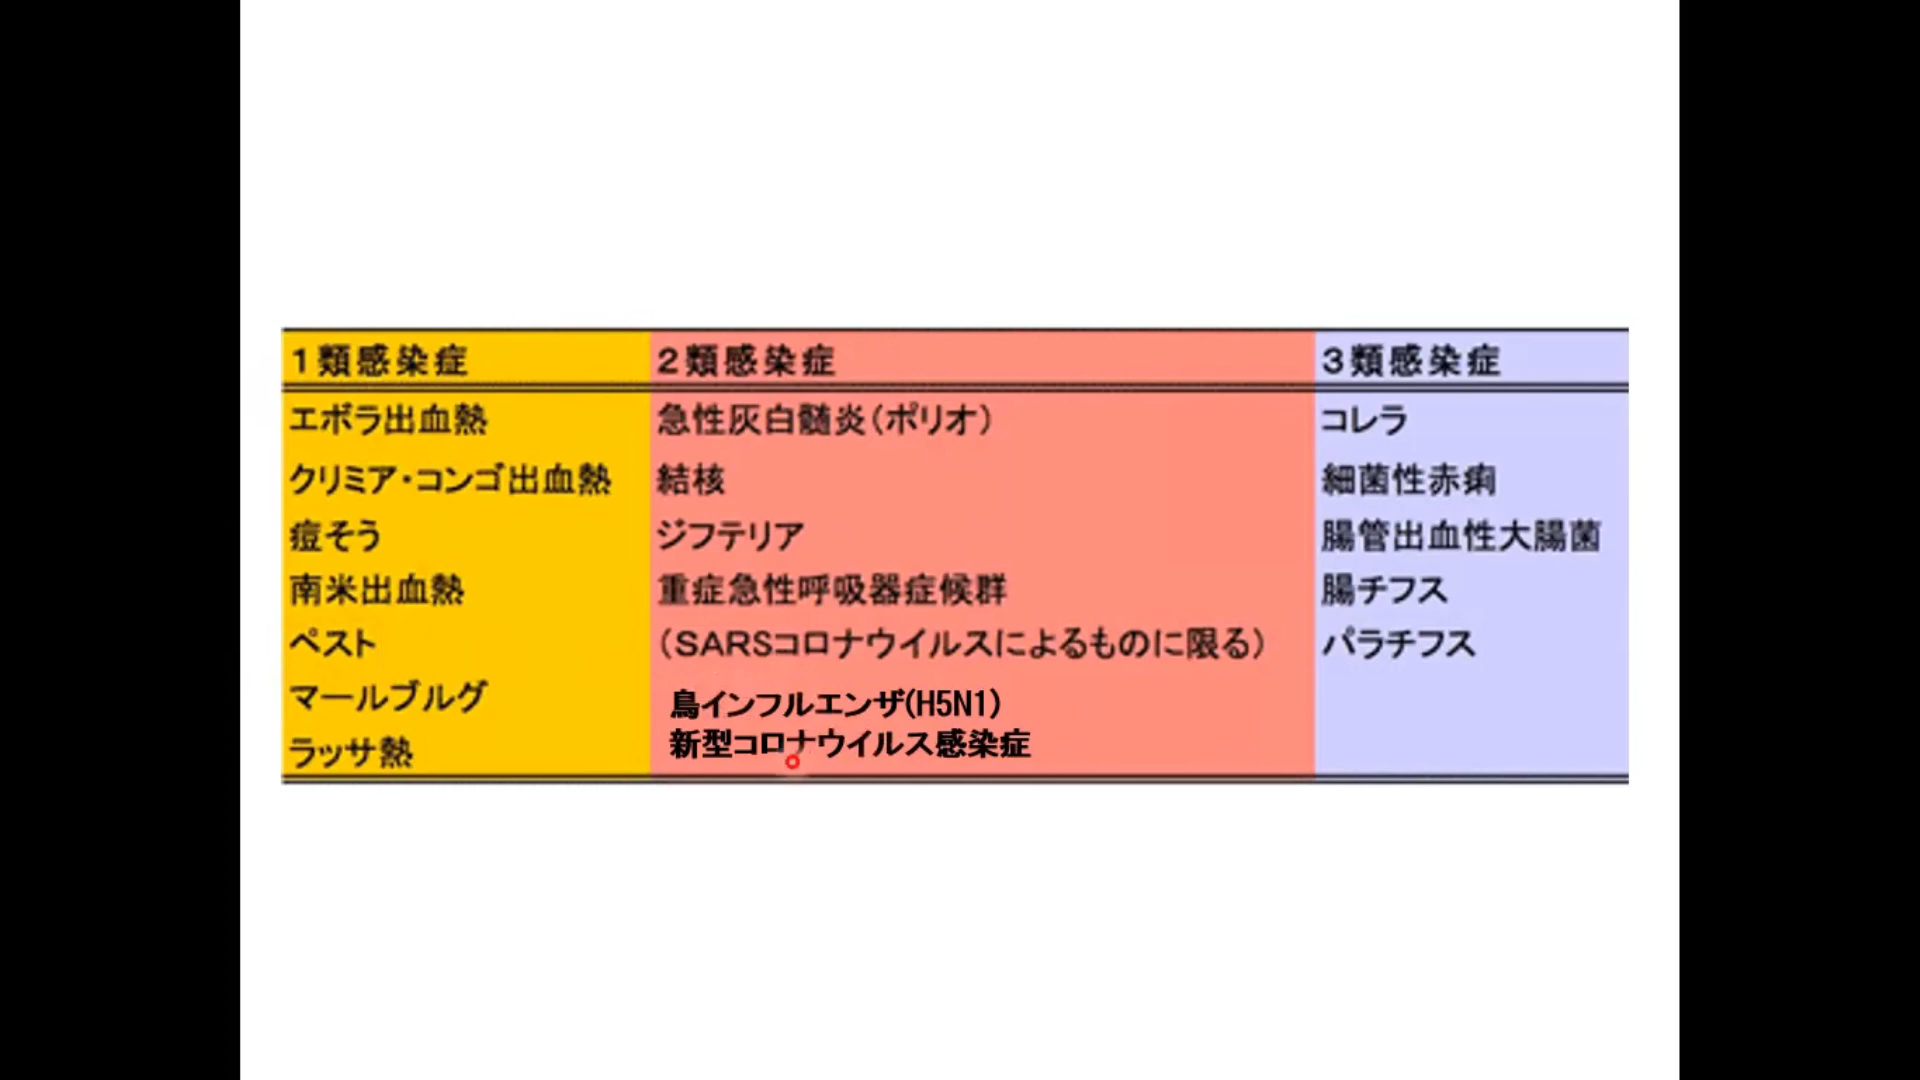 1類感染症
2類感染症
3類感染症
エボラ出血熱
急性灰白髄炎(ポリオ)
コレラ
クリミア・コンゴ出血熱
結核
細菌性赤痢
痘そう
ジフテリア
腸管出血性大腸菌
南米出血熱
重症急性呼吸器症候群
腸チフス
ペスト
(SARSコロナウイルスによるものに限る)
パラチフス
マールブルグ
鳥インフルエンザ(H5N1)
ラッサ熱
新型コロナウイルス感染症